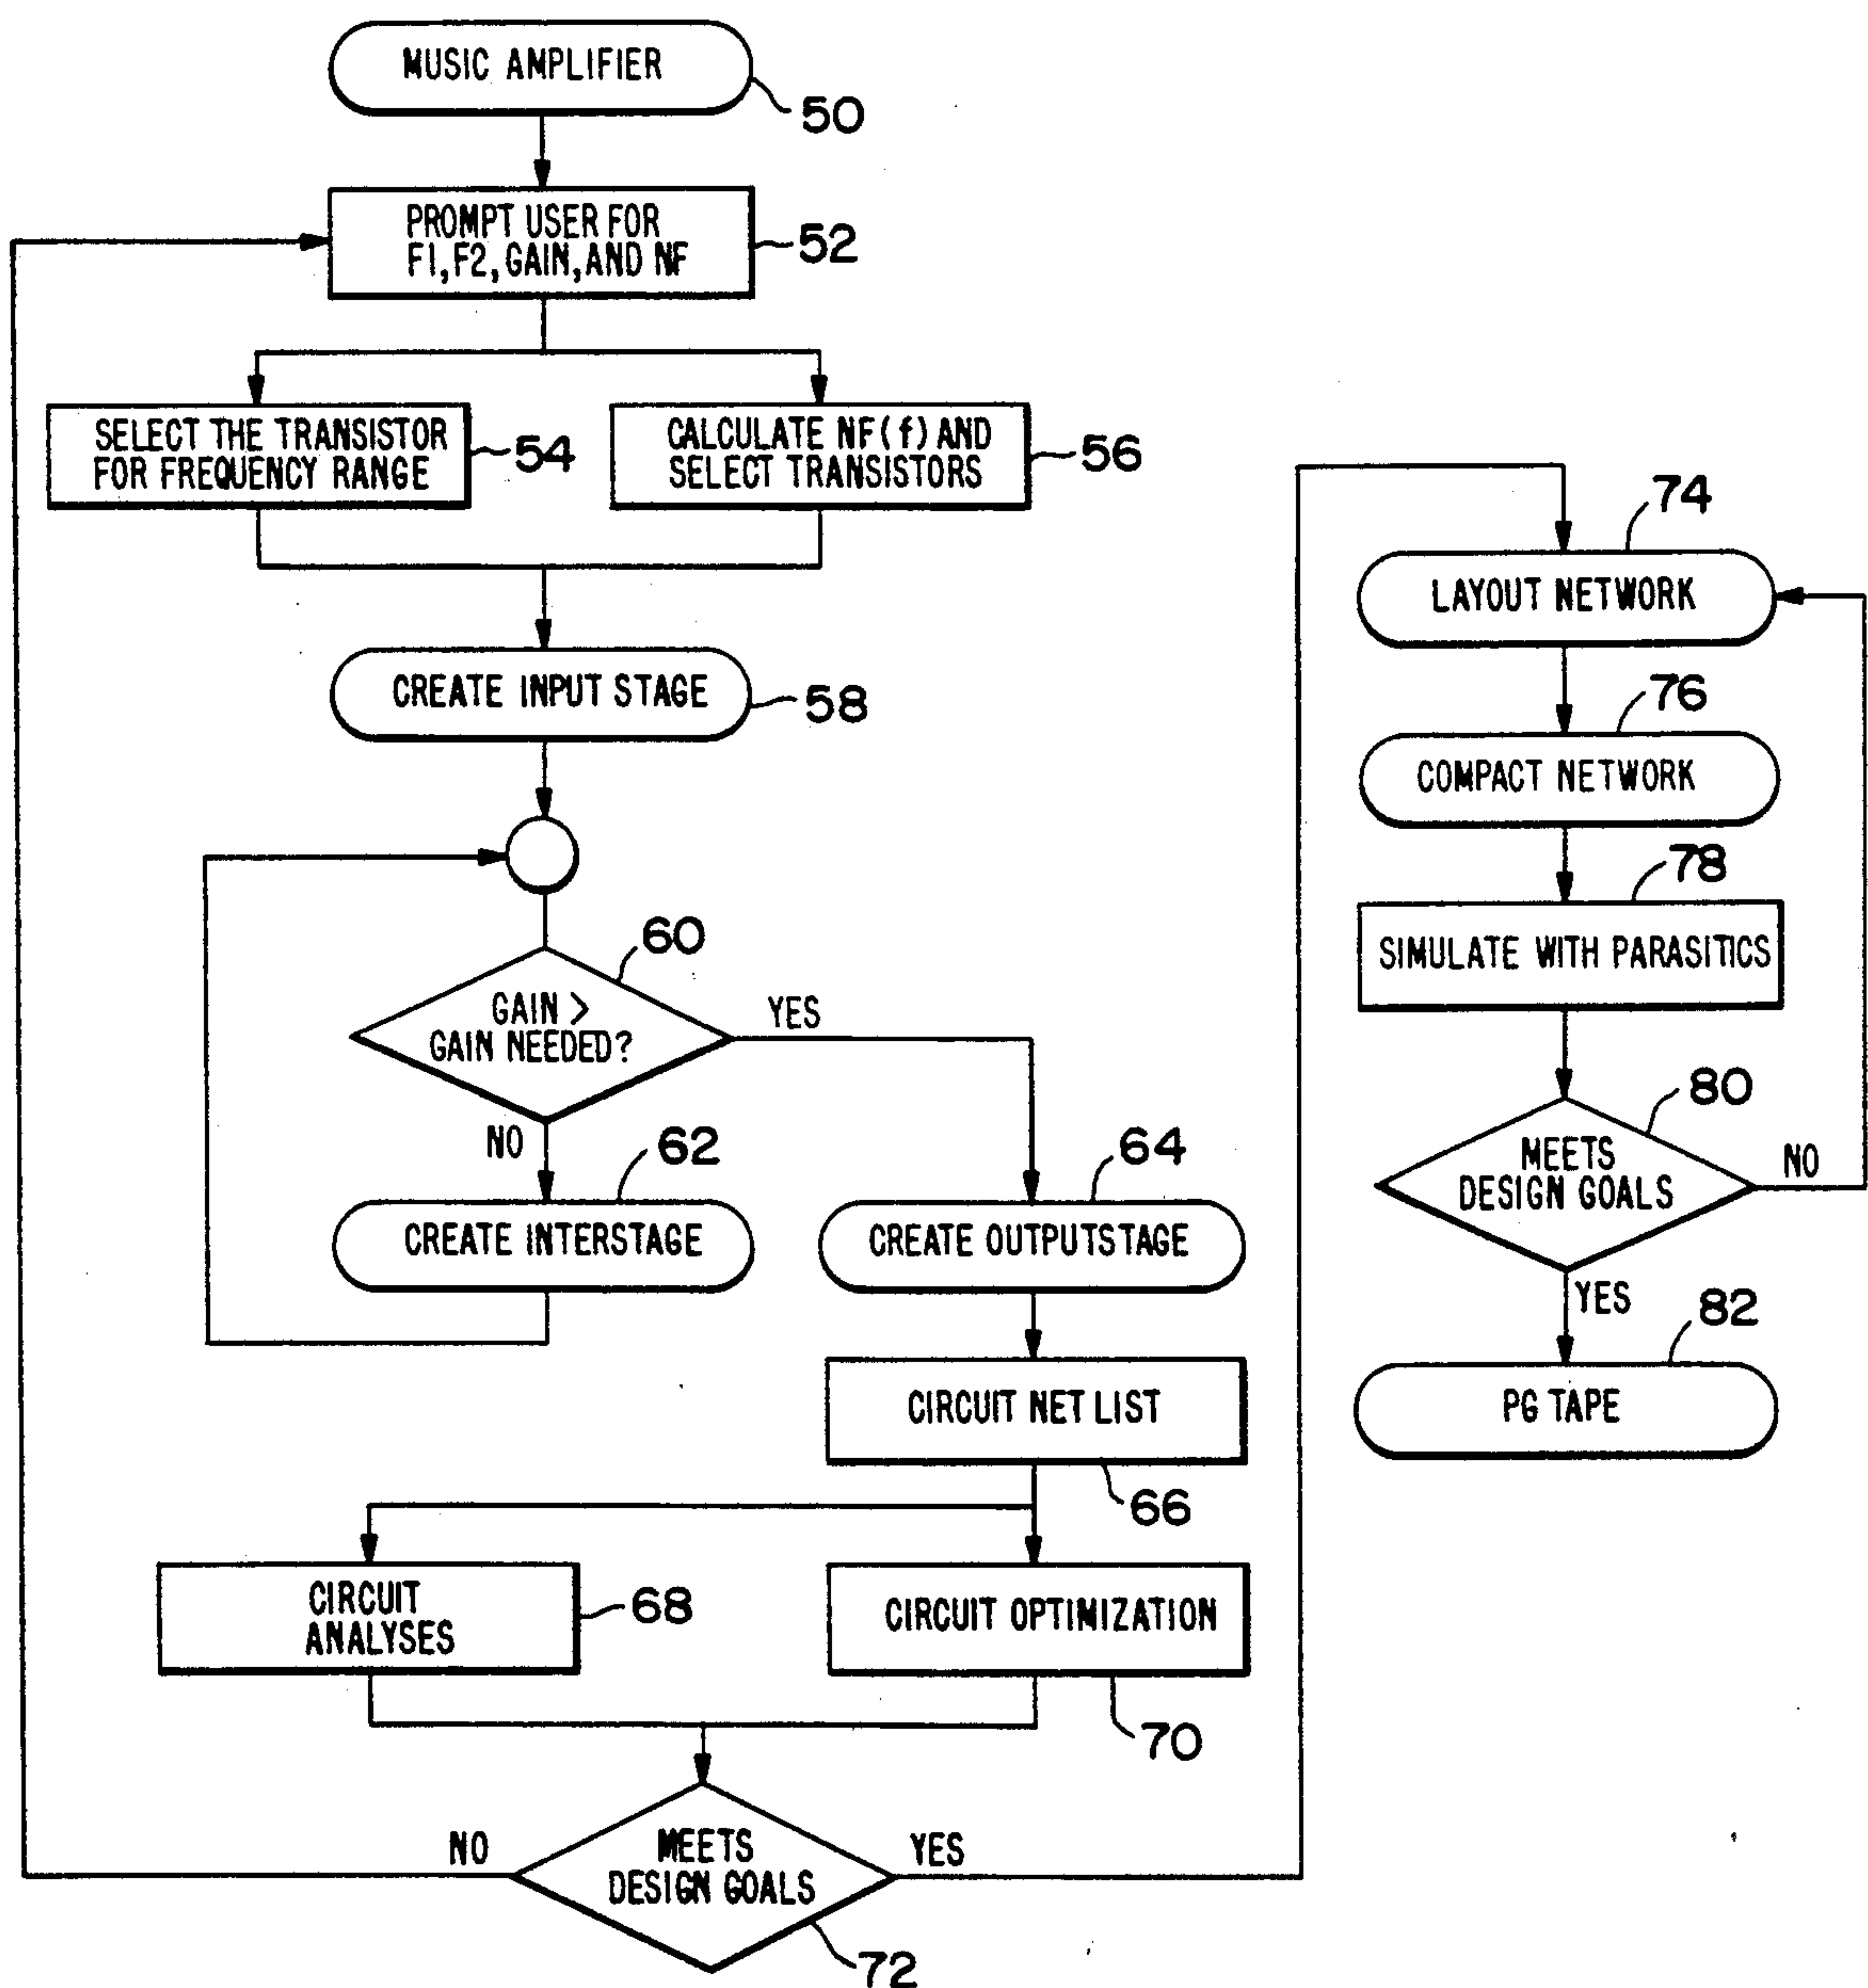 MUSIC AMPLIFIER
50
PROMPT USER FOR
F1, F2, GAIN, AND NF
52
SELECT THE TRANSISTOR
FOR FREQUENCY RANGE
54
CALCULATE NF(f) AND
SELECT TRANSISTORS
56
CREATE INPUT STAGE
58
60
GAIN >
GAIN NEEDED?
YES
NO
62
CREATE INTERSTAGE
64
CREATE OUTPUTSTAGE
CIRCUIT NET LIST
66
CIRCUIT
ANALYSES
68
CIRCUIT OPTIMIZATION
70
MEETS
DESIGN GOALS
NO
YES
72
74
LAYOUT NETWORK
76
COMPACT NETWORK
78
SIMULATE WITH PARASITICS
80
MEETS
DESIGN GOALS
NO
YES
82
PG TAPE